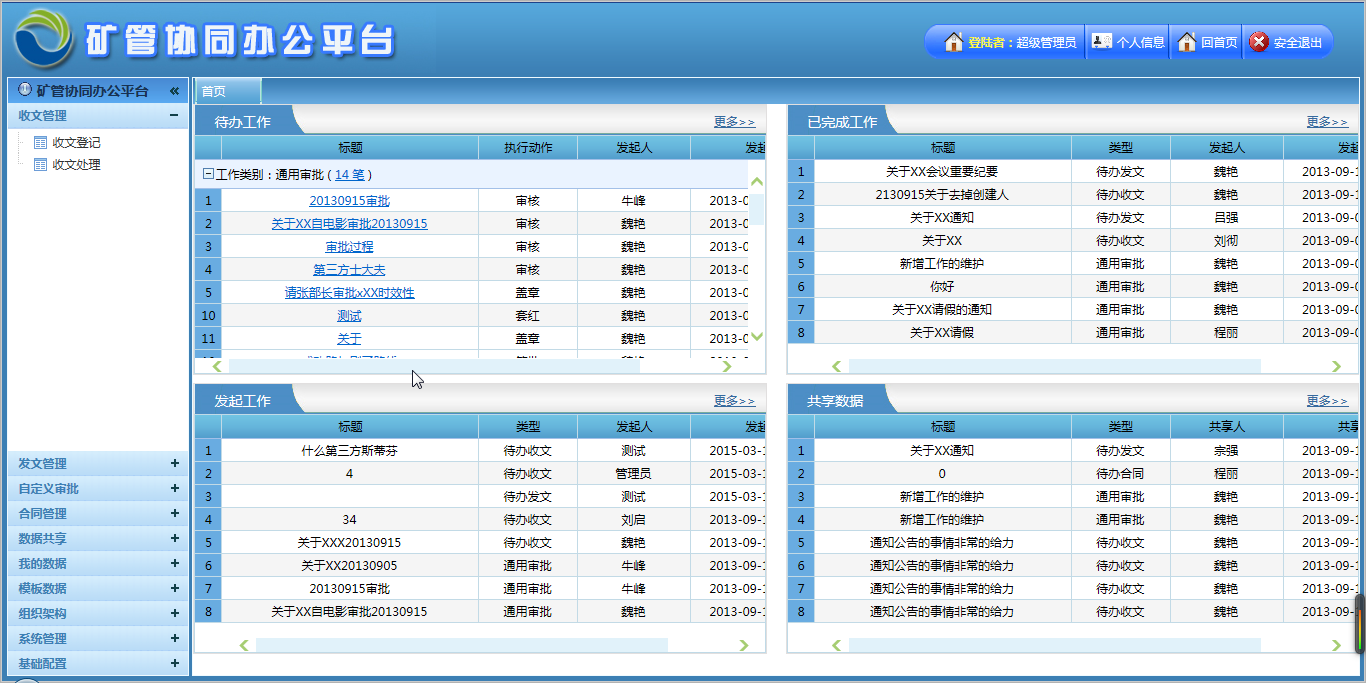 矿管协同办公平台
登陆者：超级管理员 个人信息 回首页 安全退出
矿管协同办公平台 «
收文管理
收文登记
收文处理
发文管理
自定义审批
合同管理
数据共享
我的数据
模板数据
组织架构
系统管理
基础配置
首页
待办工作 更多>>
标题 执行动作 发起人 发起
工作类别：通用审批 ( 14 笔 )
1 20130915审批 审核 牛峰 2013-0
2 关于XX自电影审批20130915 审核 魏艳 2013-0
3 审批过程 审核 魏艳 2013-0
4 第三方士大夫 审核 魏艳 2013-0
5 请张部长审批xXX时效性 盖章 魏艳 2013-0
10 测试 套红 魏艳 2013-0
11 关于 盖章 魏艳 2013-0
已完成工作 更多>>
标题 类型 发起人 发起
1 关于XX会议重要纪要 待办发文 魏艳 2013-09-1
2 2130915关于去掉创建人 待办收文 魏艳 2013-09-1
3 关于XX通知 待办发文 吕强 2013-09-0
4 关于XX 待办收文 刘彻 2013-09-0
5 新增工作的维护 通用审批 魏艳 2013-09-0
6 你好 通用审批 魏艳 2013-09-0
7 关于XX请假的通知 通用审批 魏艳 2013-09-0
8 关于XX请假 通用审批 程丽 2013-09-0
发起工作 更多>>
标题 类型 发起人 发起
1 什么第三方斯蒂芬 待办收文 测试 2015-03-1
2 4 待办收文 管理员 2015-03-1
3 待办发文 测试 2015-03-1
4 34 待办收文 刘启 2013-09-1
5 关于XXX20130915 待办收文 魏艳 2013-09-1
6 关于XX20130905 通用审批 牛峰 2013-09-1
7 20130915审批 通用审批 牛峰 2013-09-1
8 关于XX自电影审批20130915 通用审批 魏艳 2013-09-1
共享数据 更多>>
标题 类型 共享人 共享
1 关于XX通知 待办发文 宗强 2013-09-1
2 0 待办合同 程丽 2013-09-1
3 新增工作的维护 通用审批 魏艳 2013-09-1
4 新增工作的维护 通用审批 魏艳 2013-09-1
5 通知公告的事情非常的给力 待办收文 魏艳 2013-09-1
6 通知公告的事情非常的给力 待办收文 魏艳 2013-09-1
7 通知公告的事情非常的给力 待办收文 魏艳 2013-09-1
8 通知公告的事情非常的给力 待办收文 魏艳 2013-09-1